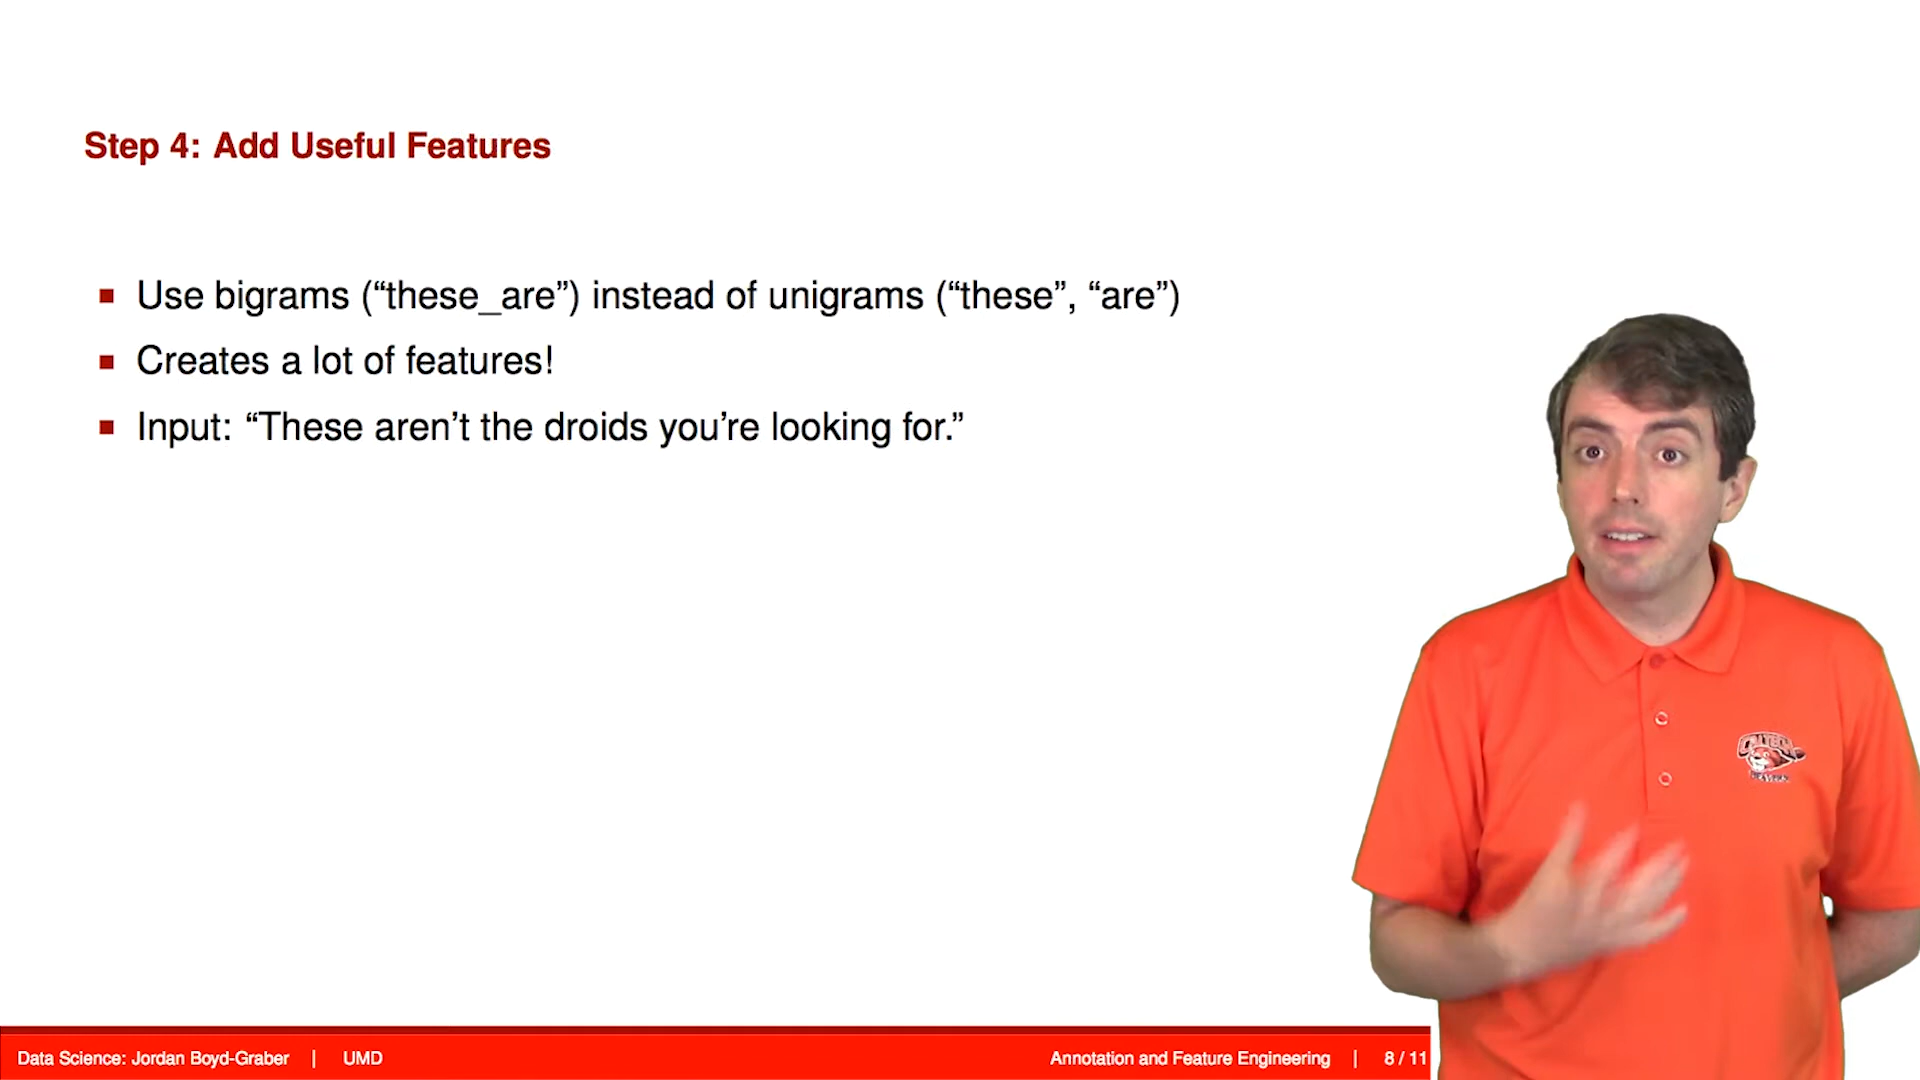 Step 4: Add Useful Features
Use bigrams (“these_are”) instead of unigrams (“these”, “are”)
Creates a lot of features!
Input: “These aren’t the droids you’re looking for.”
CALTECH
Data Science: Jordan Boyd-Graber | UMD
Annotation and Feature Engineering | 8 / 11